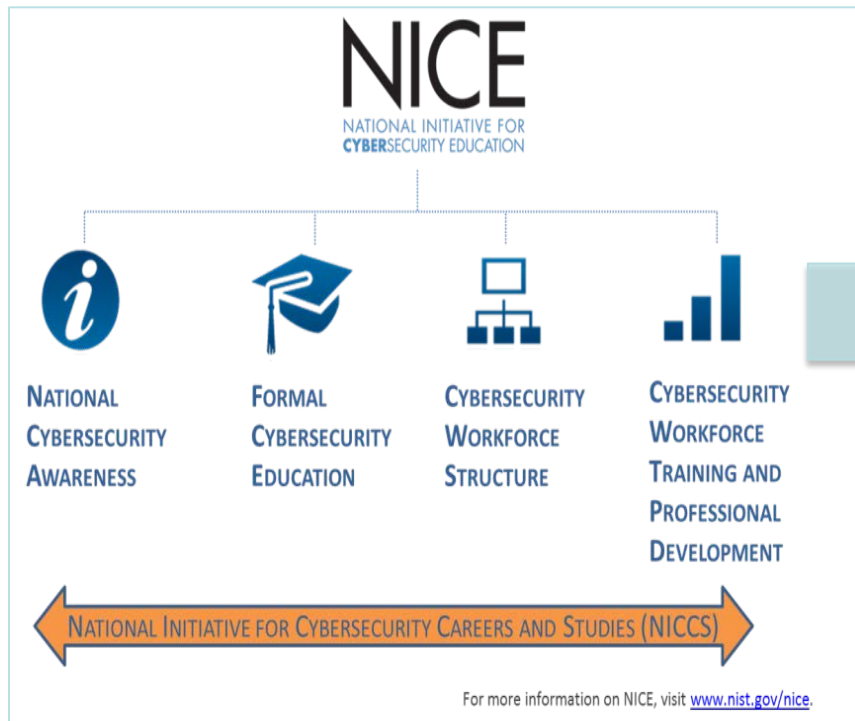 NICE
NATIONAL INITIATIVE FOR
CYBERSECURITY EDUCATION
NATIONAL
CYBERSECURITY
AWARENESS
FORMAL
CYBERSECURITY
EDUCATION
CYBERSECURITY
WORKFORCE
STRUCTURE
CYBERSECURITY
WORKFORCE
TRAINING AND
PROFESSIONAL
DEVELOPMENT
NATIONAL INITIATIVE FOR CYBERSECURITY CAREERS AND STUDIES (NICCS)
For more information on NICE, visit www.nist.gov/nice.